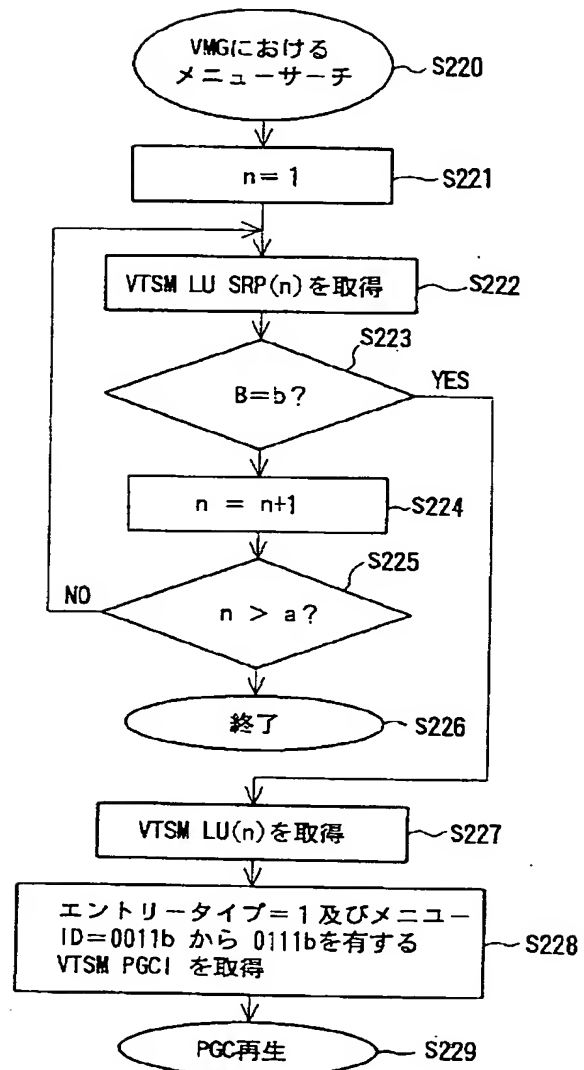 VMGにおける
メニューサーチ
S220
n= 1
S221
VTSM LU SRP(n)を取得
S222
S223
B=b?
YES
n = n+1
S224
S225
NO
n > a?
終了
S226
VTSM LU(n)を取得
S227
エントリータイプ=1及びメニュー
ID=0011b から 0111bを有する
VTSM PGCI を取得
S228
PGC再生
S229